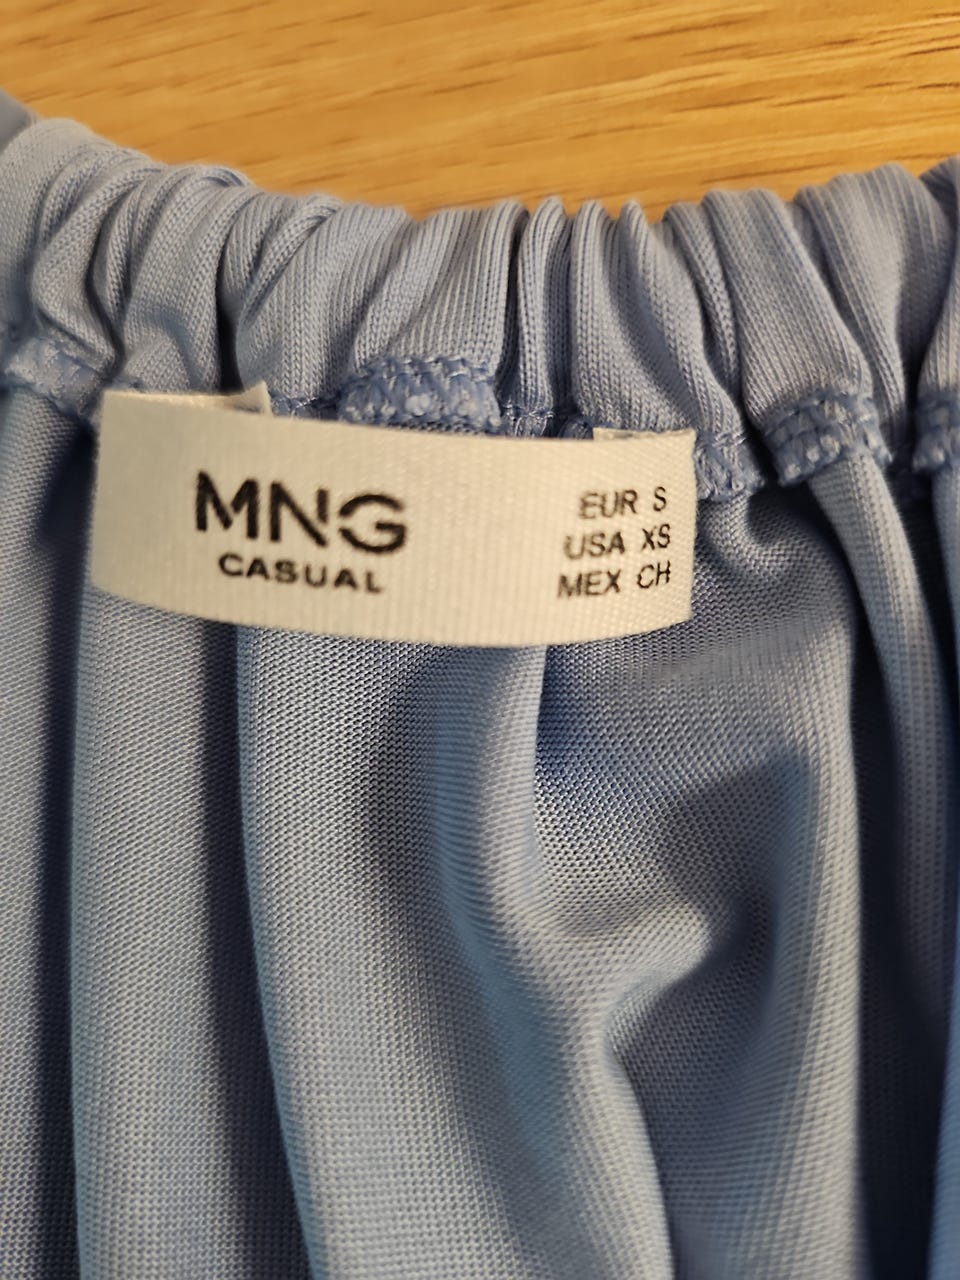 MNG
CASUAL
EUR S
USA XS
MEX CH